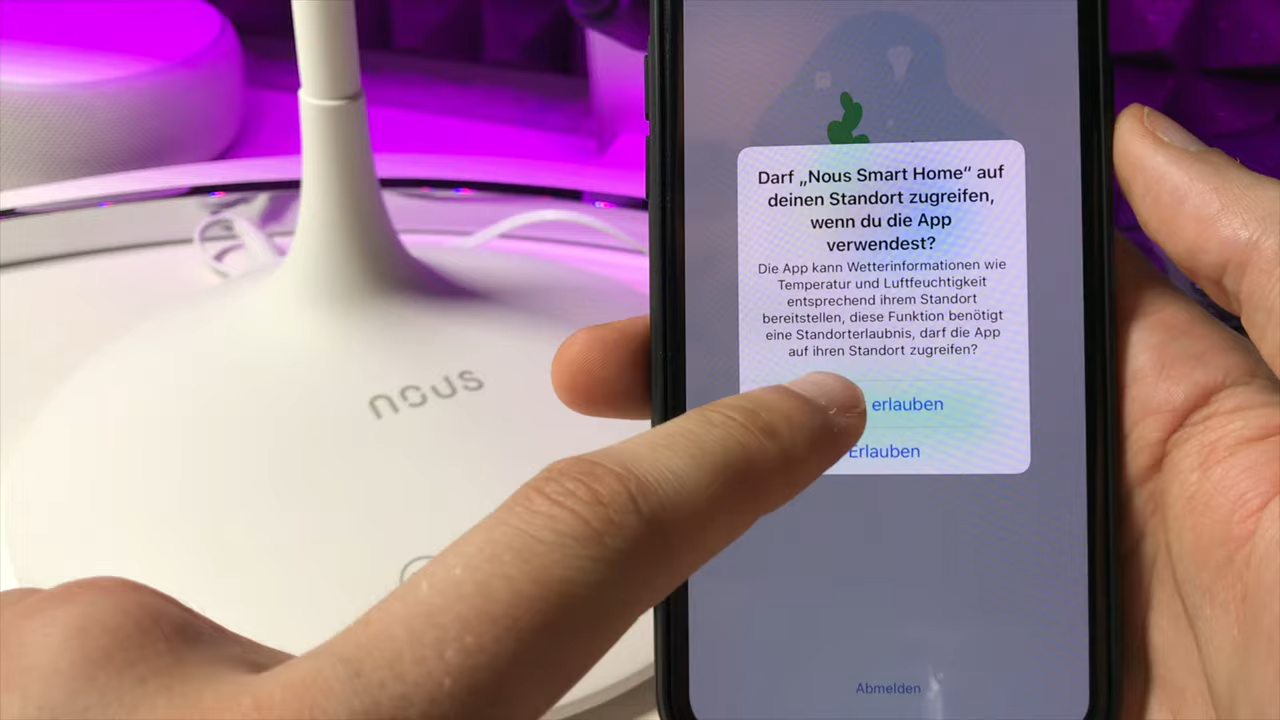 Darf „Nous Smart Home“ auf
deinen Standort zugreifen,
wenn du die App
verwendest?
Die App kann Wetterinformationen wie
Temperatur und Luftfeuchtigkeit
entsprechend ihrem Standort
bereitstellen, diese Funktion benötigt
eine Standorterlaubnis, darf die App
auf ihren Standort zugreifen?
erlauben
Erlauben
Abmelden
nous